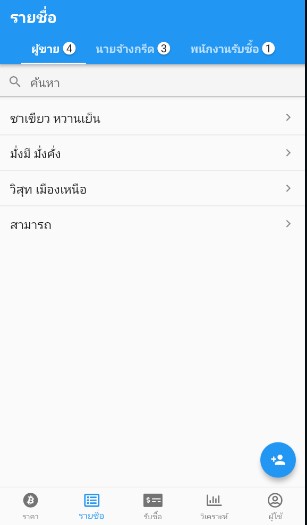 รายชื่อ
ผู้ขาย 4 นายจ้างกรีด 3 พนักงานรับซื้อ 1
ค้นหา
ชาเขียว หวานเย็น
มั่งมี มั่งคั่ง
วิสุท เมืองเหนือ
สามารถ
ราคา รายชื่อ รับซื้อ วิเคราะห์ ผู้ใช้